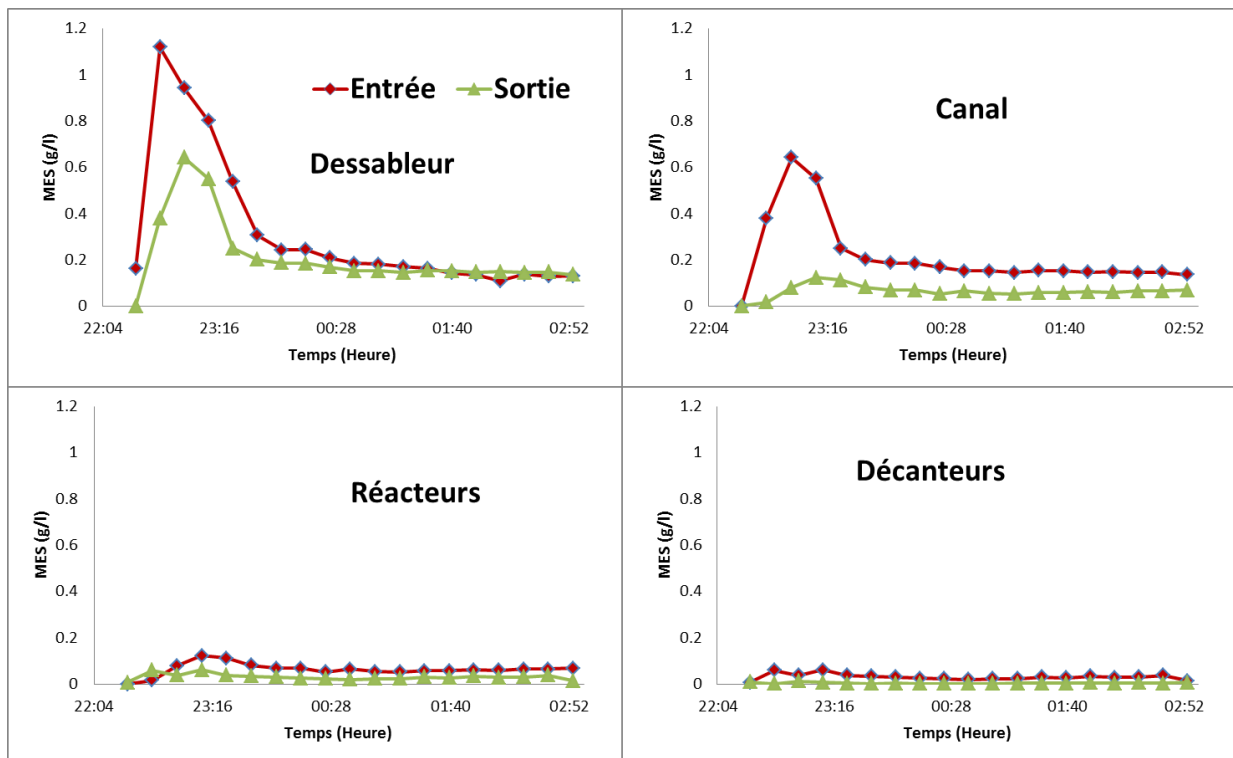 1.2
1
0.8
0.6
0.4
0.2
0
MES (g/l)
Entrée Sortie
Dessableur
22:04 23:16 00:28 01:40 02:52
Temps (Heure)
1.2
1
0.8
0.6
0.4
0.2
0
MES (g/l)
Canal
22:04 23:16 00:28 01:40 02:52
Temps (Heure)
1.2
1
0.8
0.6
0.4
0.2
0
MES (g/l)
Réacteurs
22:04 23:16 00:28 01:40 02:52
Temps (Heure)
1.2
1
0.8
0.6
0.4
0.2
0
MES (g/l)
Décanteurs
22:04 23:16 00:28 01:40 02:52
Temps (Heure)